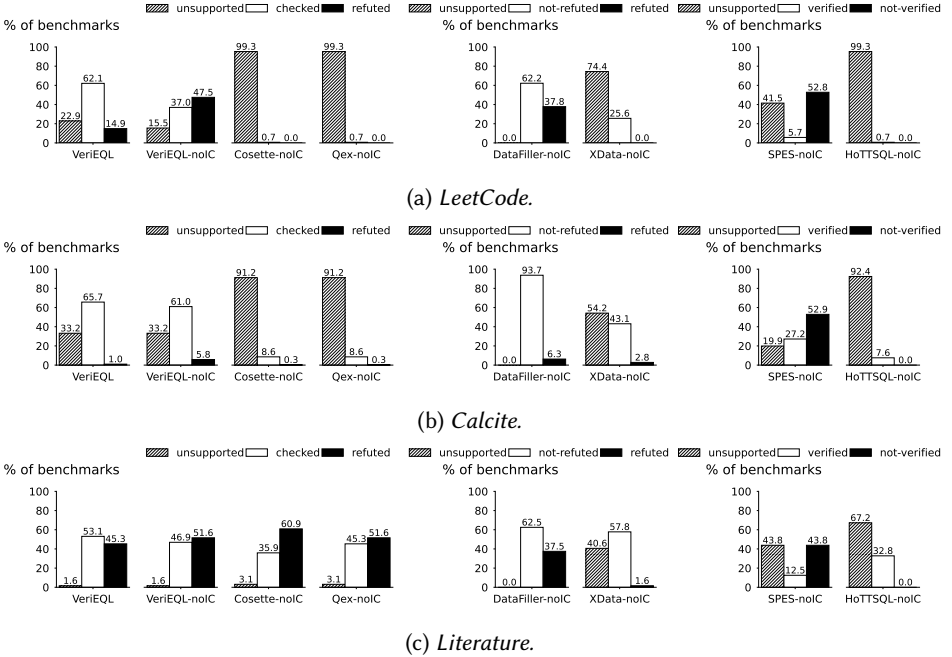 unsupported checked refuted unsupported not-refuted refuted unsupported verified not-verified
% of benchmarks % of benchmarks % of benchmarks
100 80 60 40 20 0
22.9 62.1 14.9
15.5 37.0 47.5
99.3 0.7 0.0
99.3 0.7 0.0
VeriEQL VeriEQL-noIC Cosette-noIC Qex-noIC
100 80 60 40 20 0
0.0 62.2 37.8
74.4 25.6 0.0
DataFiller-noIC XData-noIC
100 80 60 40 20 0
41.5 5.7 52.8
99.3 0.7 0.0
SPES-noIC HoTTSQL-noIC
(a) LeetCode.
unsupported checked refuted unsupported not-refuted refuted unsupported verified not-verified
% of benchmarks % of benchmarks % of benchmarks
100 80 60 40 20 0
33.2 65.7 1.0
33.2 61.0 5.8
91.2 8.6 0.3
91.2 8.6 0.3
VeriEQL VeriEQL-noIC Cosette-noIC Qex-noIC
100 80 60 40 20 0
0.0 93.7 6.3
54.2 43.1 2.8
DataFiller-noIC XData-noIC
100 80 60 40 20 0
19.9 27.2 52.9
92.4 7.6 0.0
SPES-noIC HoTTSQL-noIC
(b) Calcite.
unsupported checked refuted unsupported not-refuted refuted unsupported verified not-verified
% of benchmarks % of benchmarks % of benchmarks
100 80 60 40 20 0
1.6 53.1 45.3
1.6 46.9 51.6
3.1 35.9 60.9
3.1 45.3 51.6
VeriEQL VeriEQL-noIC Cosette-noIC Qex-noIC
100 80 60 40 20 0
0.0 62.5 37.5
40.6 57.8 1.6
DataFiller-noIC XData-noIC
100 80 60 40 20 0
43.8 12.5 43.8
67.2 32.8 0.0
SPES-noIC HoTTSQL-noIC
(c) Literature.